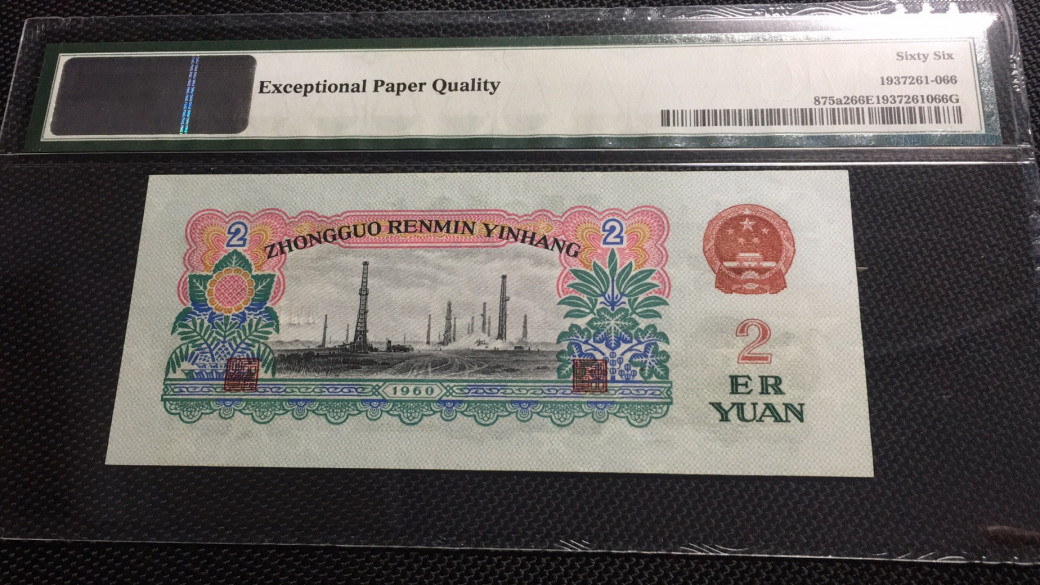 Sixty Six
Exceptional Paper Quality
1937261-066
875a266E1937261066G
2
2
ZHONGGUO RENMIN YINHANG
1960
2
ER
YUAN